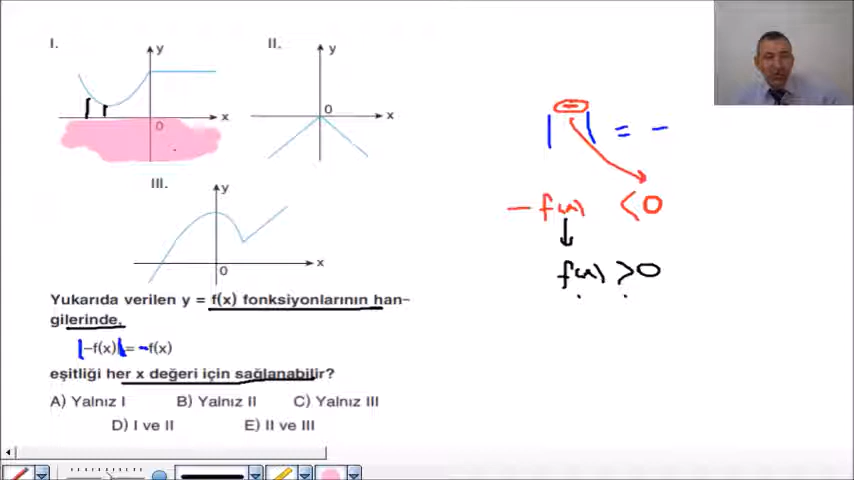 I.
y
x
0
II.
y
0
x
III.
y
x
0
Yukarıda verilen y = f(x) fonksiyonlarının han-
gilerinde,
|-f(x)| = -f(x)
eşitliği her x değeri için sağlanabilir?
A) Yalnız I
B) Yalnız II
C) Yalnız III
D) I ve II
E) II ve III
| - | = -
- f(x) < 0
f(x) > 0